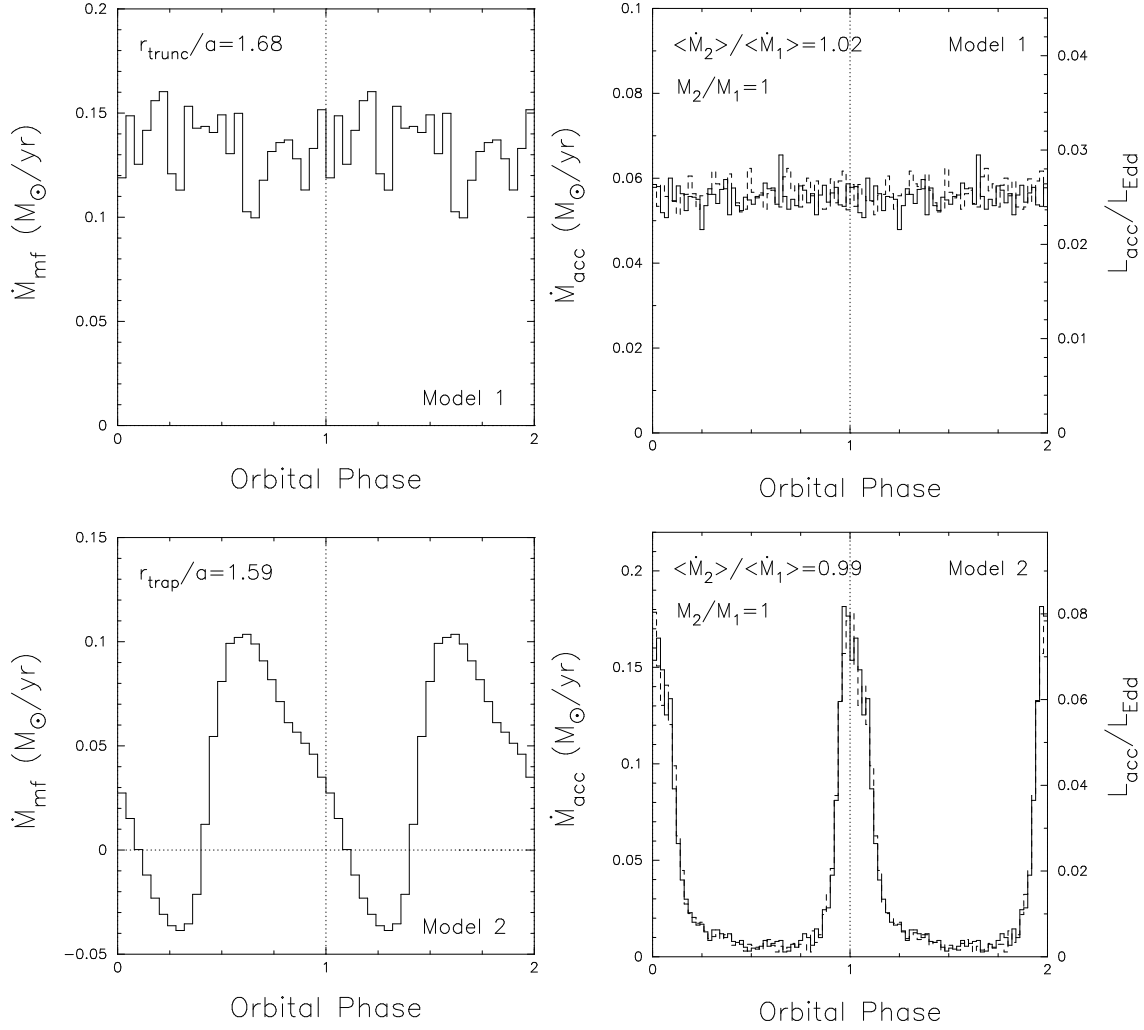 0.2
0.15
0.1
0.05
0
r_trunc/a=1.68
Model 1
Ṁ_mf (M_⊙/yr)
0 1 2
Orbital Phase
0.1
0.08
0.06
0.04
0.02
0
<Ṁ_2>/<Ṁ_1>=1.02
Model 1
M_2/M_1=1
Ṁ_acc (M_⊙/yr)
0.04
0.03
0.02
0.01
0
L_acc/L_Edd
0 1 2
Orbital Phase
0.15
0.1
0.05
0
−0.05
r_trap/a=1.59
Model 2
Ṁ_mf (M_⊙/yr)
0 1 2
Orbital Phase
0.2
0.15
0.1
0.05
0
<Ṁ_2>/<Ṁ_1>=0.99
Model 2
M_2/M_1=1
Ṁ_acc (M_⊙/yr)
0.08
0.06
0.04
0.02
0
L_acc/L_Edd
0 1 2
Orbital Phase